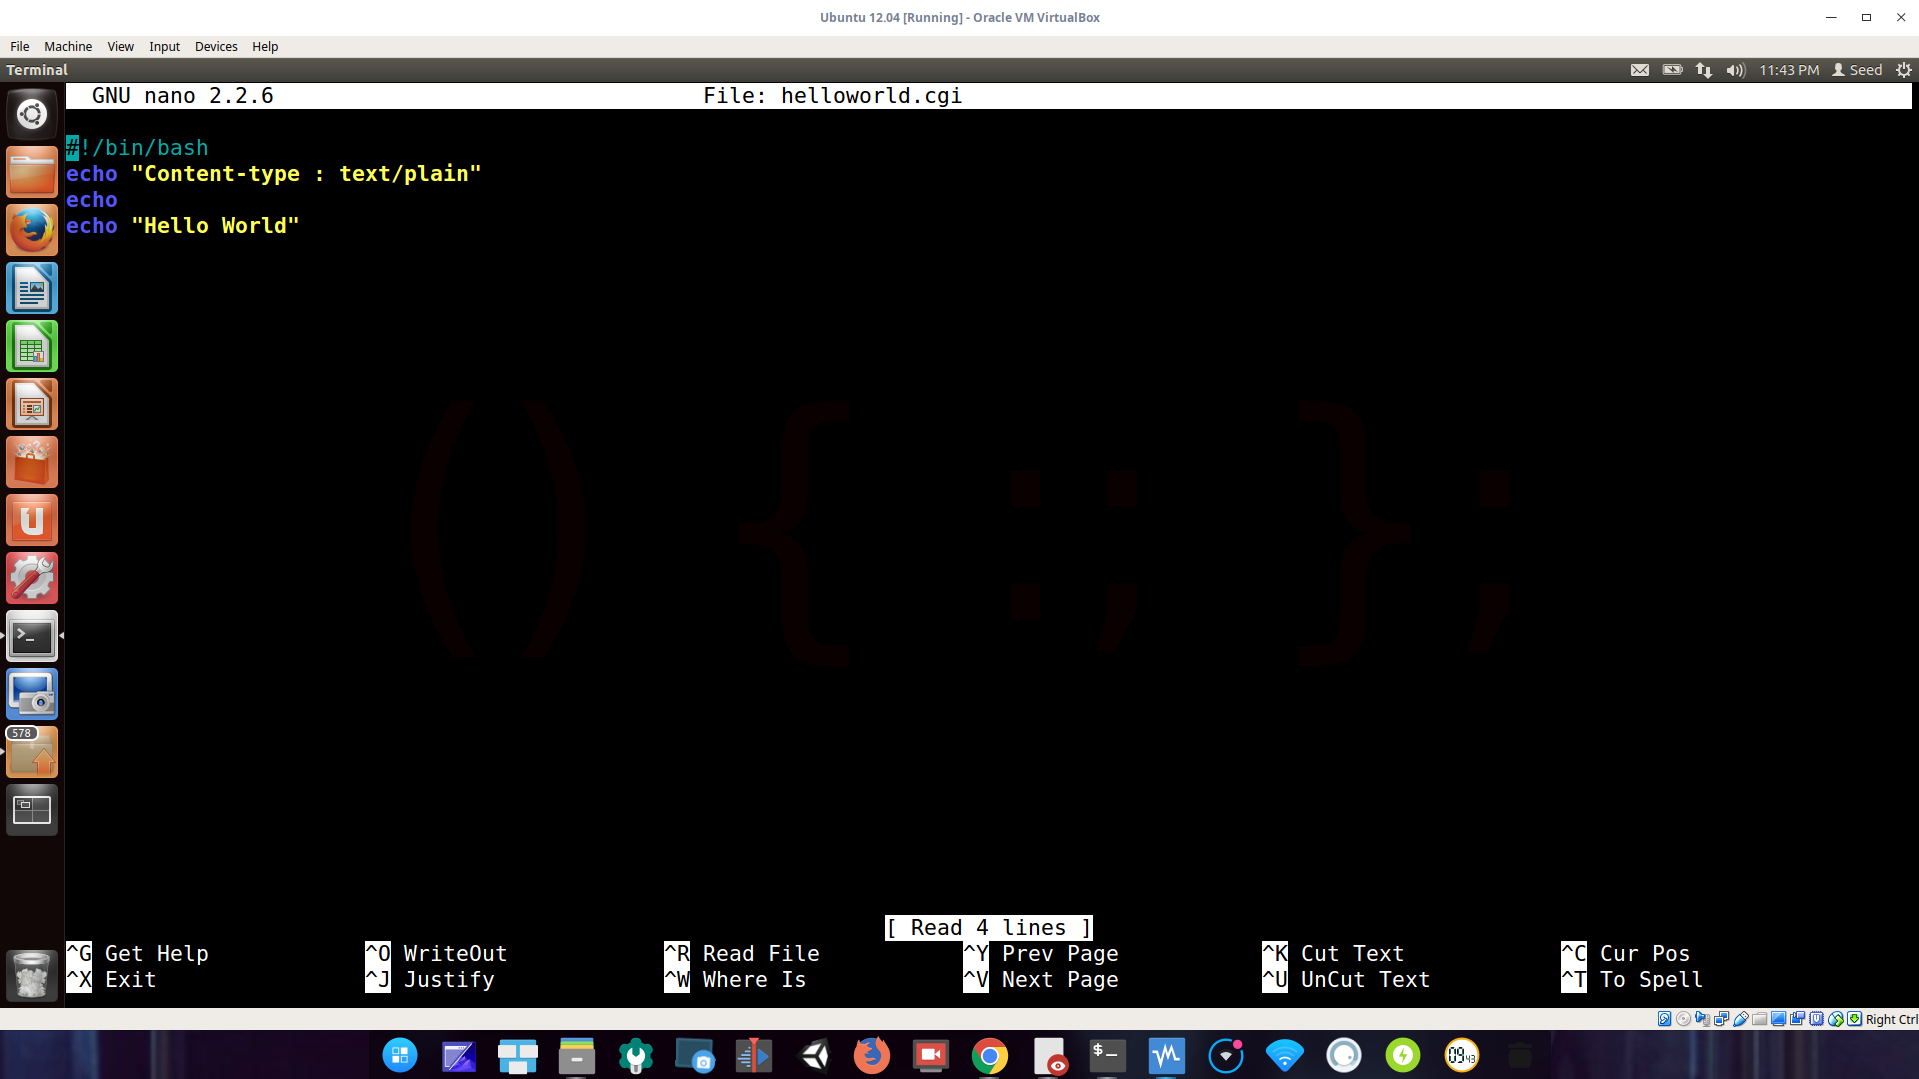 Ubuntu 12.04 [Running] - Oracle VM VirtualBox
File Machine View Input Devices Help
Terminal 11:43 PM Seed
GNU nano 2.2.6 File: helloworld.cgi
#!/bin/bash
echo "Content-type : text/plain"
echo
echo "Hello World"
() { :; };
578
[ Read 4 lines ]
^G Get Help ^O WriteOut ^R Read File ^Y Prev Page ^K Cut Text ^C Cur Pos
^X Exit ^J Justify ^W Where Is ^V Next Page ^U UnCut Text ^T To Spell
Right Ctrl
$-
09 43